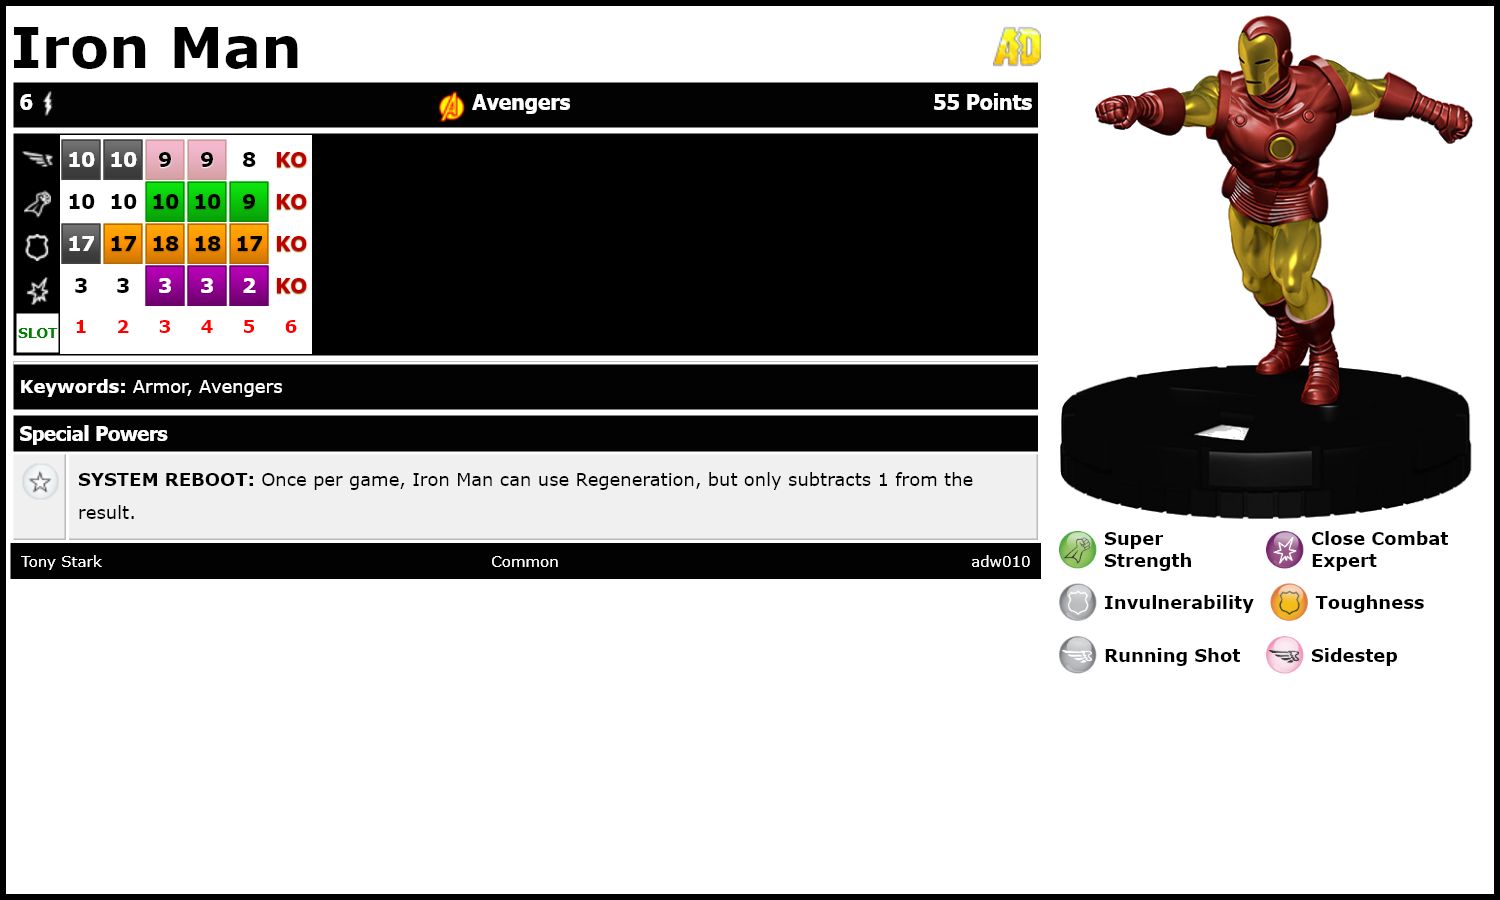 Iron Man
AD
6 Avengers 55 Points
10 10 9 9 8 KO
10 10 10 10 9 KO
17 17 18 18 17 KO
3 3 3 3 2 KO
SLOT 1 2 3 4 5 6
Keywords: Armor, Avengers
Special Powers
SYSTEM REBOOT: Once per game, Iron Man can use Regeneration, but only subtracts 1 from the
result.
Tony Stark Common adw010
Super
Strength
Close Combat
Expert
Invulnerability Toughness
Running Shot Sidestep